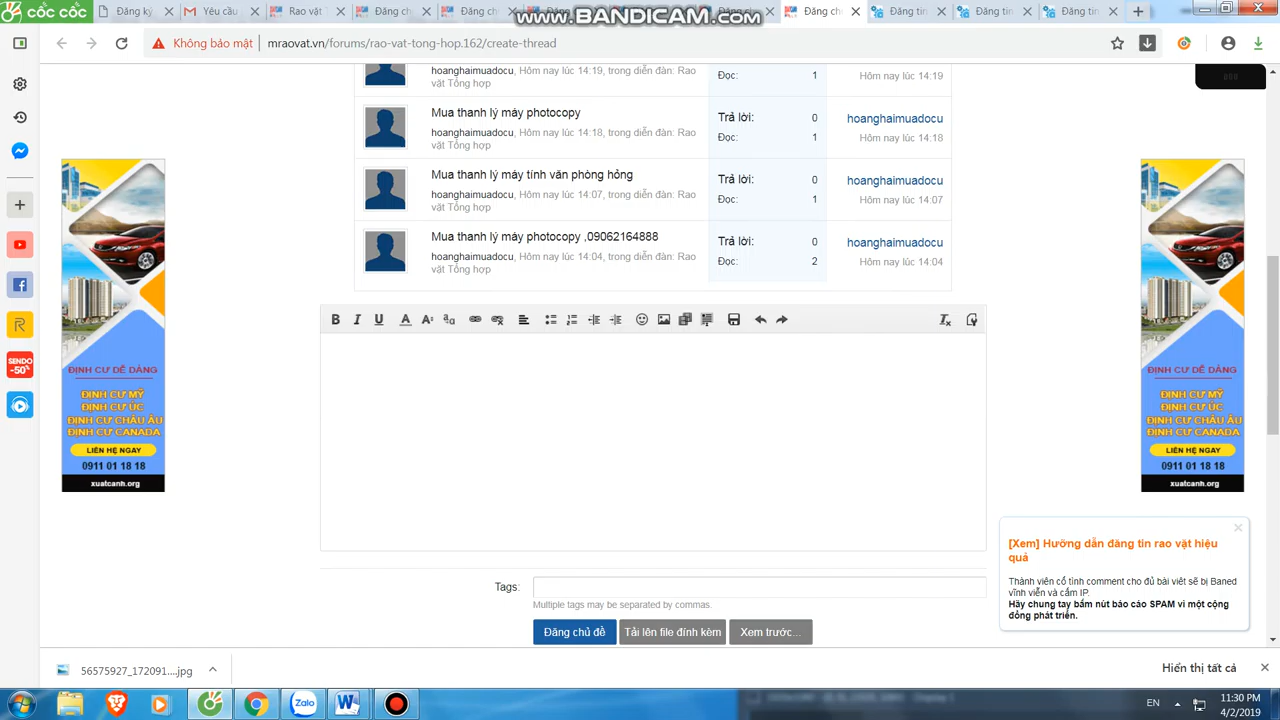 www.BANDICAM.com
CỐC CỐC
Đăng ký
Yêu cầu
Rao vặt T
Đăng ch
Đăng ch
Đăng tin
Đăng tin
Đăng tin
Không bảo mật
mraovat.vn/forums/rao-vat-tong-hop.162/create-thread
hoanghaimuadocu, Hôm nay lúc 14:19, trong diễn đàn: Rao
vặt Tổng hợp
Đọc: 1
Hôm nay lúc 14:19
Mua thanh lý máy photocopy
hoanghaimuadocu, Hôm nay lúc 14:18, trong diễn đàn: Rao
vặt Tổng hợp
Trả lời: 0
Đọc: 1
hoanghaimuadocu
Hôm nay lúc 14:18
Mua thanh lý máy tính văn phòng hỏng
hoanghaimuadocu, Hôm nay lúc 14:07, trong diễn đàn: Rao
vặt Tổng hợp
Trả lời: 0
Đọc: 1
hoanghaimuadocu
Hôm nay lúc 14:07
Mua thanh lý máy photocopy ,09062164888
hoanghaimuadocu, Hôm nay lúc 14:04, trong diễn đàn: Rao
vặt Tổng hợp
Trả lời: 0
Đọc: 2
hoanghaimuadocu
Hôm nay lúc 14:04
SENDO
-50%
ĐỊNH CƯ DỄ DÀNG
ĐỊNH CƯ MỸ
ĐỊNH CƯ ÚC
ĐỊNH CƯ CHÂU ÂU
ĐỊNH CƯ CANADA
LIÊN HỆ NGAY
0911 01 18 18
xuatcanh.org
ĐỊNH CƯ DỄ DÀNG
ĐỊNH CƯ MỸ
ĐỊNH CƯ ÚC
ĐỊNH CƯ CHÂU ÂU
ĐỊNH CƯ CANADA
LIÊN HỆ NGAY
0911 01 18 18
xuatcanh.org
[Xem] Hướng dẫn đăng tin rao vặt hiệu
quả
Thành viên cố tình comment cho đủ bài viết sẽ bị Baned
vĩnh viễn và cấm IP.
Hãy chung tay bấm nút báo cáo SPAM vì một cộng
đồng phát triển.
Tags:
Multiple tags may be separated by commas.
Đăng chủ đề
Tải lên file đính kèm
Xem trước...
56575927_172091....jpg
Hiển thị tất cả
Zalo
EN
11:30 PM
4/2/2019